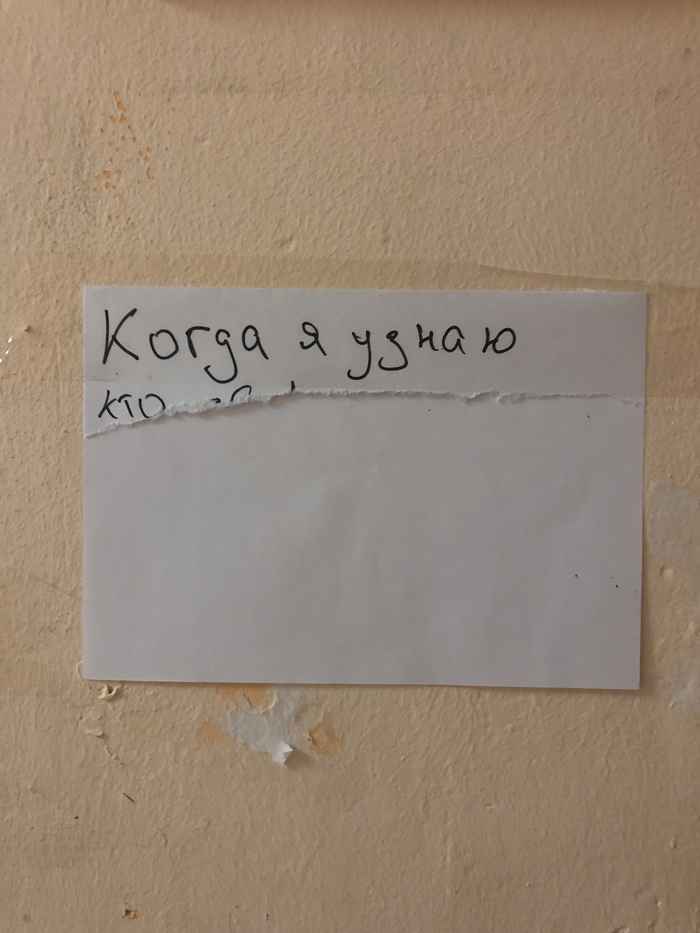 Когда я узнаю
кто